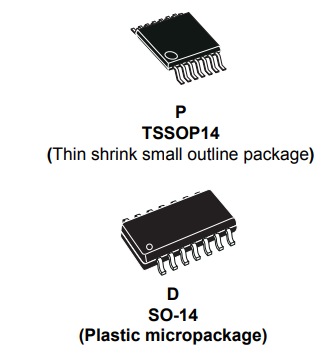 P
TSSOP14
(Thin shrink small outline package)
D
SO-14
(Plastic micropackage)